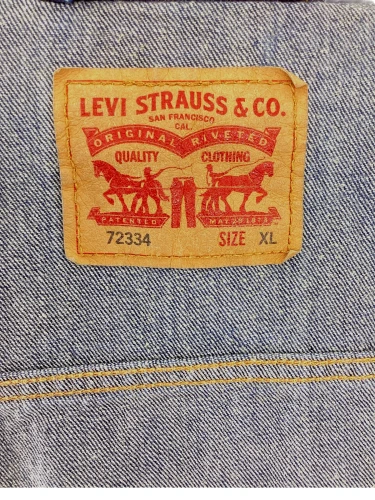 LEVI STRAUSS & CO.
SAN FRANCISCO
CAL.
ORIGINAL RIVETED
QUALITY CLOTHING
PATENTED MAY 20 1873
72334 SIZE XL